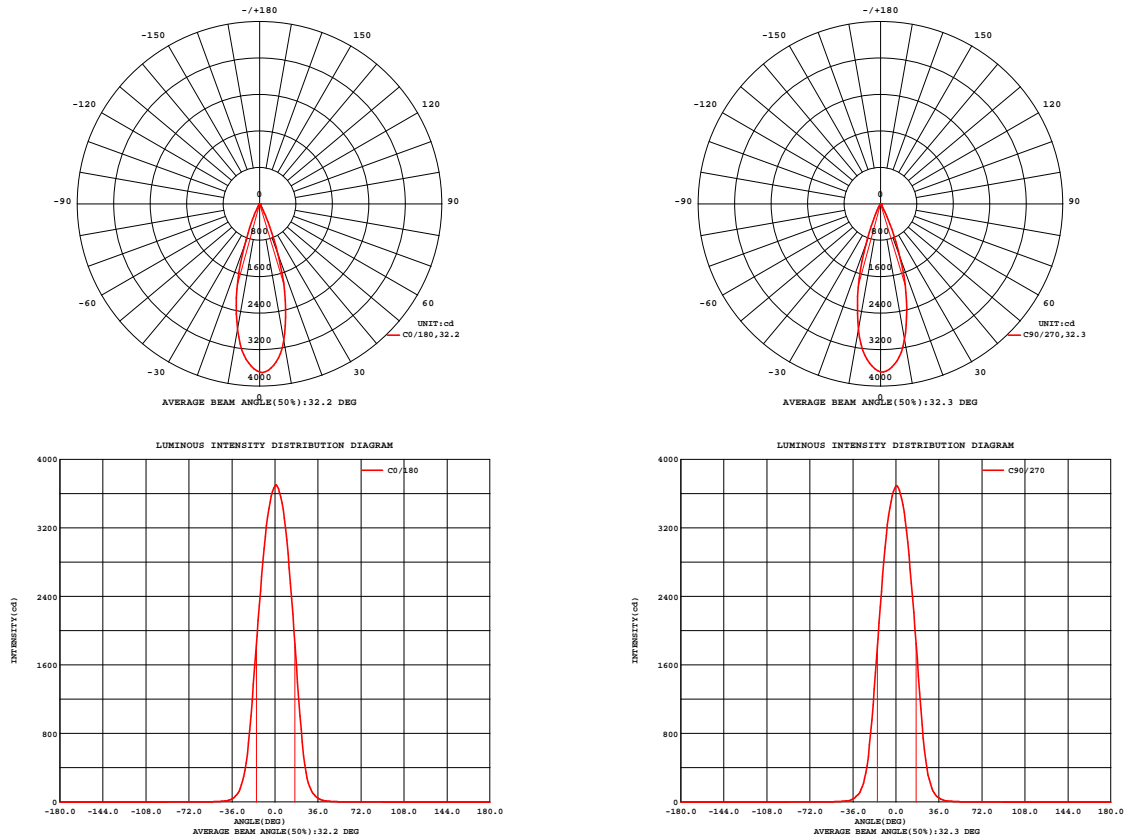 -/+180
-150 150
-120 120
-90 90
-60 60
-30 30
0
800
1600
2400
3200
4000
0
UNIT:cd
C0/180,32.2
AVERAGE BEAM ANGLE(50%):32.2 DEG
-/+180
-150 150
-120 120
-90 90
-60 60
-30 30
0
800
1600
2400
3200
4000
0
UNIT:cd
C90/270,32.3
AVERAGE BEAM ANGLE(50%):32.3 DEG
LUMINOUS INTENSITY DISTRIBUTION DIAGRAM
C0/180
4000
3200
2400
1600
800
0
INTENSITY(cd)
-180.0 -144.0 -108.0 -72.0 -36.0 0.0 36.0 72.0 108.0 144.0 180.0
ANGLE(DEG)
AVERAGE BEAM ANGLE(50%):32.2 DEG
LUMINOUS INTENSITY DISTRIBUTION DIAGRAM
C90/270
4000
3200
2400
1600
800
0
INTENSITY(cd)
-180.0 -144.0 -108.0 -72.0 -36.0 0.0 36.0 72.0 108.0 144.0 180.0
ANGLE(DEG)
AVERAGE BEAM ANGLE(50%):32.3 DEG